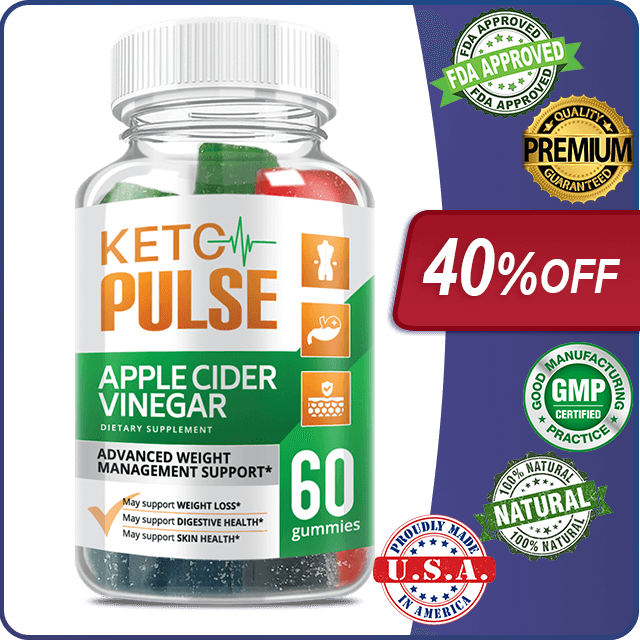 KETO
PULSE
APPLE CIDER
VINEGAR
DIETARY SUPPLEMENT
ADVANCED WEIGHT
MANAGEMENT SUPPORT*
May support WEIGHT LOSS*
May support DIGESTIVE HEALTH*
May support SKIN HEALTH*
60
gummies
FDA APPROVED
FDA APPROVED
FDA APPROVED
QUALITY
PREMIUM
GUARANTEED
40%OFF
GOOD MANUFACTURING
GMP
CERTIFIED
PRACTICE
100% NATURAL
NATURAL
100% NATURAL
PROUDLY MADE
U.S.A.
IN AMERICA